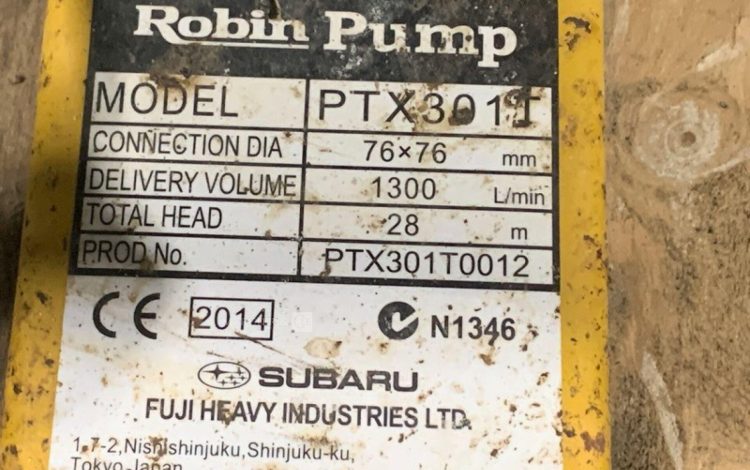 Robin Pump
MODEL PTX301T
CONNECTION DIA 76×76 mm
DELIVERY VOLUME 1300 L/min
TOTAL HEAD 28 m
PROD No. PTX301T0012
CE 2014 N1346
SUBARU
FUJI HEAVY INDUSTRIES LTD.
1,7-2,Nishishinjuku,Shinjuku-ku,
Tokyo-Japan